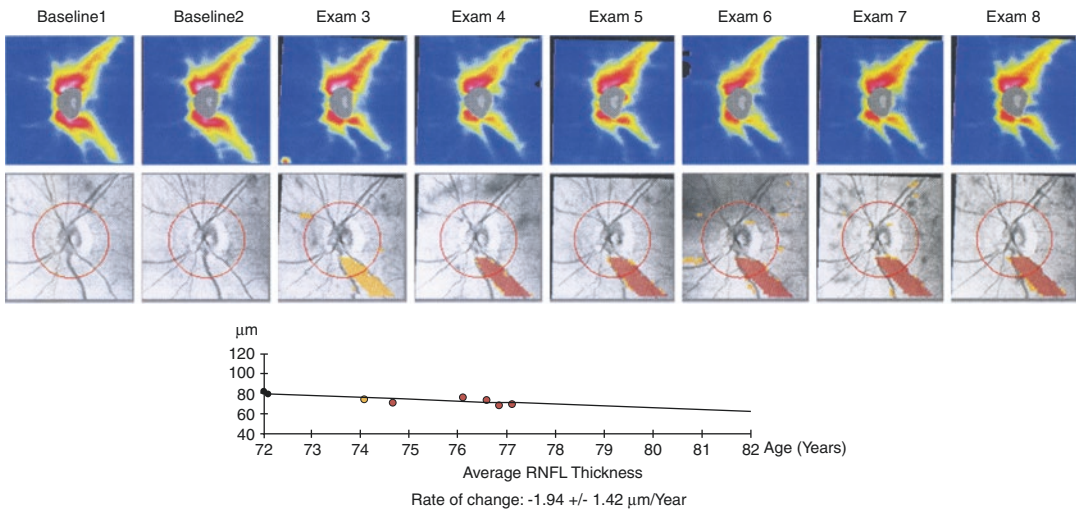 Baseline1 Baseline2 Exam 3 Exam 4 Exam 5 Exam 6 Exam 7 Exam 8
µm
120
100
80
60
40
72 73 74 75 76 77 78 79 80 81 82 Age (Years)
Average RNFL Thickness
Rate of change: -1.94 +/- 1.42 µm/Year